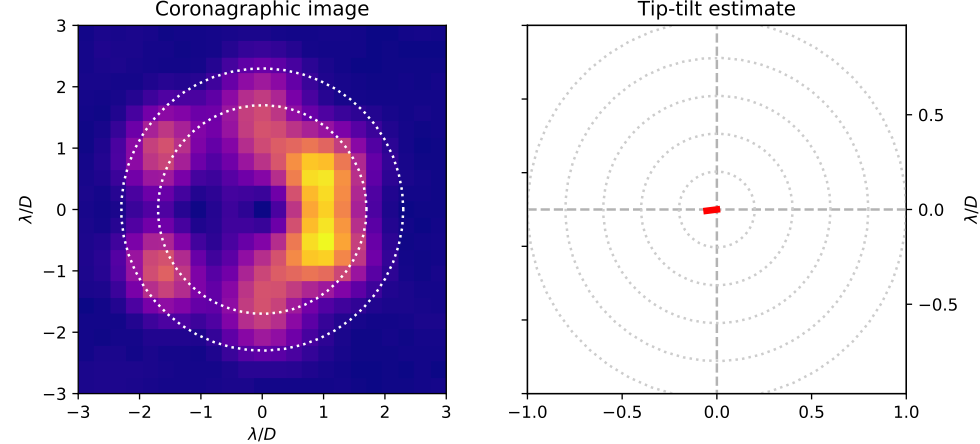 Coronagraphic image
3
2
1
0
−1
−2
−3
λ/D
−3 −2 −1 0 1 2 3
λ/D
Tip-tilt estimate
0.5
0.0
−0.5
λ/D
−1.0 −0.5 0.0 0.5 1.0